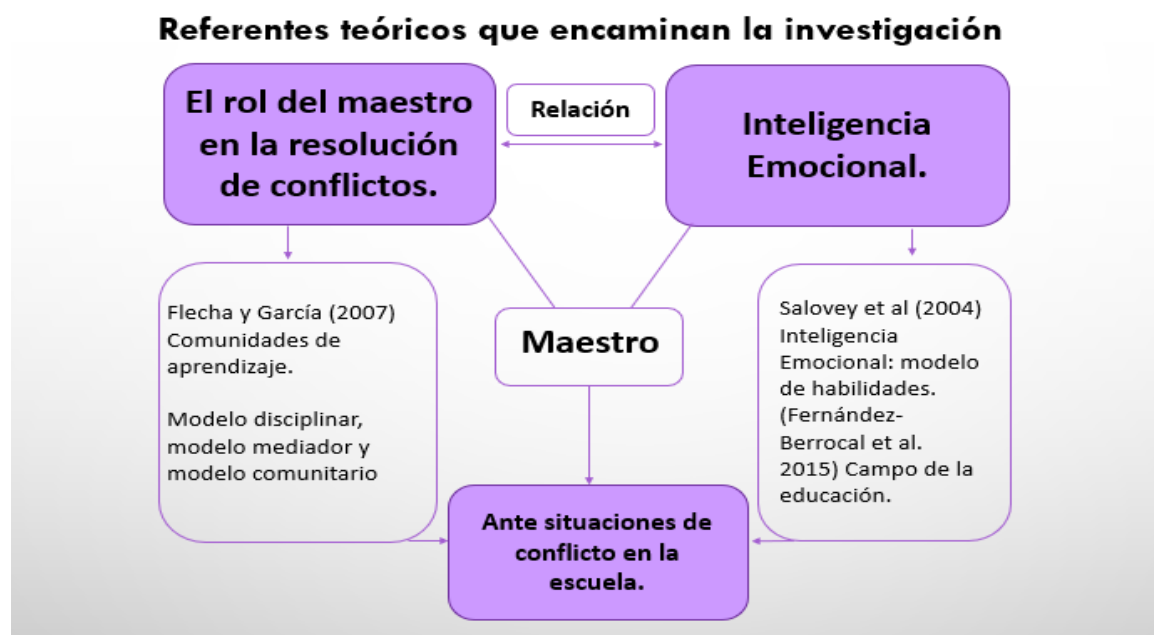 Referentes teóricos que encaminan la investigación
El rol del maestro
en la resolución
de conflictos.
Relación
Inteligencia
Emocional.
Flecha y García (2007)
Comunidades de
aprendizaje.
Modelo disciplinar,
modelo mediador y
modelo comunitario
Maestro
Salovey et al (2004)
Inteligencia
Emocional: modelo
de habilidades.
(Fernández-
Berrocal et al.
2015) Campo de la
educación.
Ante situaciones de
conflicto en la
escuela.